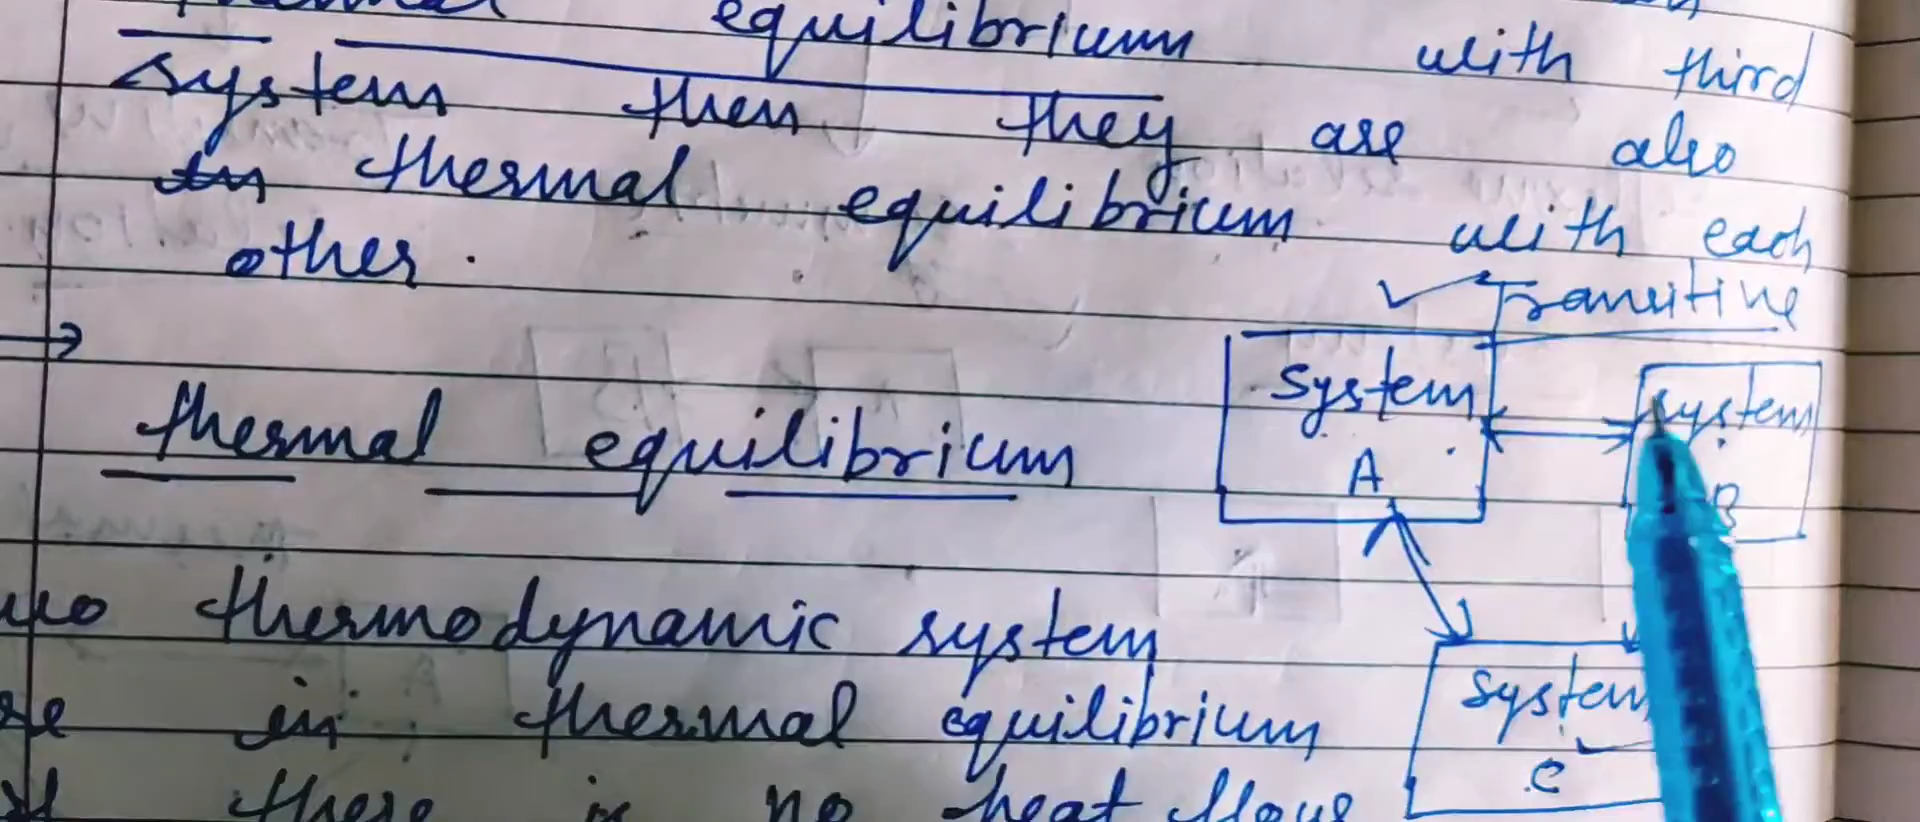 equilibrium with third
system then they are also
in thermal equilibrium with each
other.
Transitive
System
A
System
B
thermal equilibrium
thermodynamic system
in thermal equilibrium
System
C
there is no heat flow